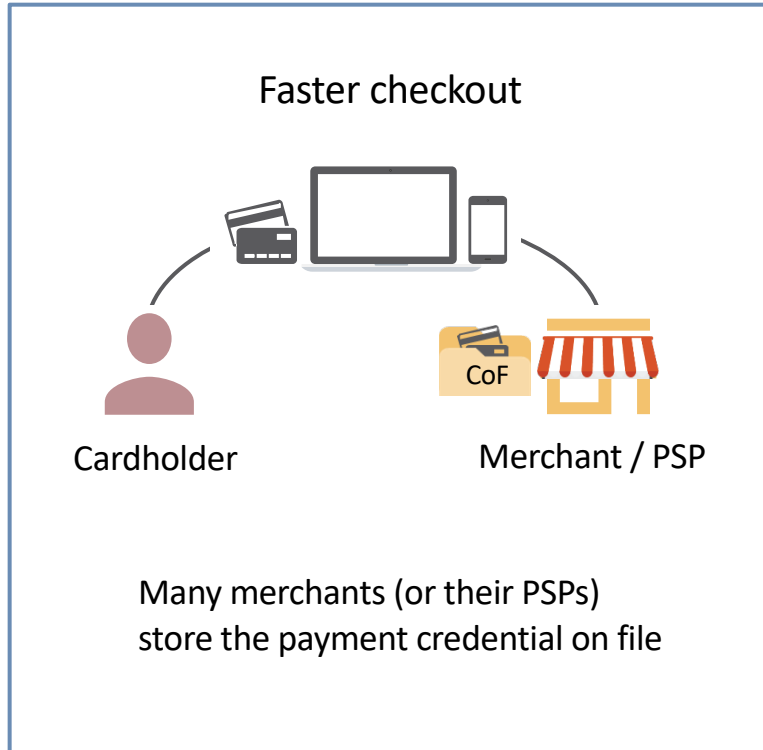 Faster checkout
CoF
Cardholder
Merchant / PSP
Many merchants (or their PSPs)
store the payment credential on file